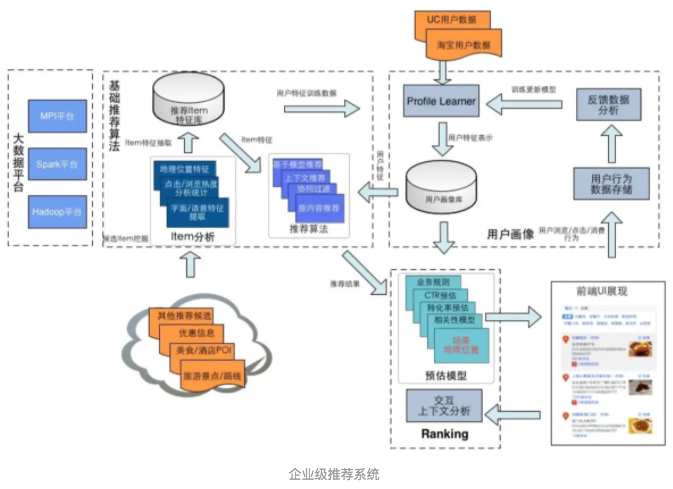 UC用户数据
淘宝用户数据
大数据平台
MPI平台
Spark平台
Hadoop平台
基础推荐算法
推荐Item
特征库
用户特征训练数据
Item特征抽取
Item特征
地理位置特征
点击/浏览热度
分析统计
字面/语意特征
提取
Item分析
候选Item挖掘
基于模型推荐
上下文推荐
协同过滤
按内容推荐
推荐算法
Profile Learner
训练更新模型
反馈数据
分析
用户特征表示
用户特征
用户画像库
用户行为
数据存储
用户画像
用户浏览/点击/消费
行为
推荐结果
其他推荐候选
优惠信息
美食/酒店POI
旅游景点/路线
业务规则
CTR预估
转化率预估
相关性模型
场景
地理位置
预估模型
交互
上下文分析
Ranking
前端UI展现
企业级推荐系统